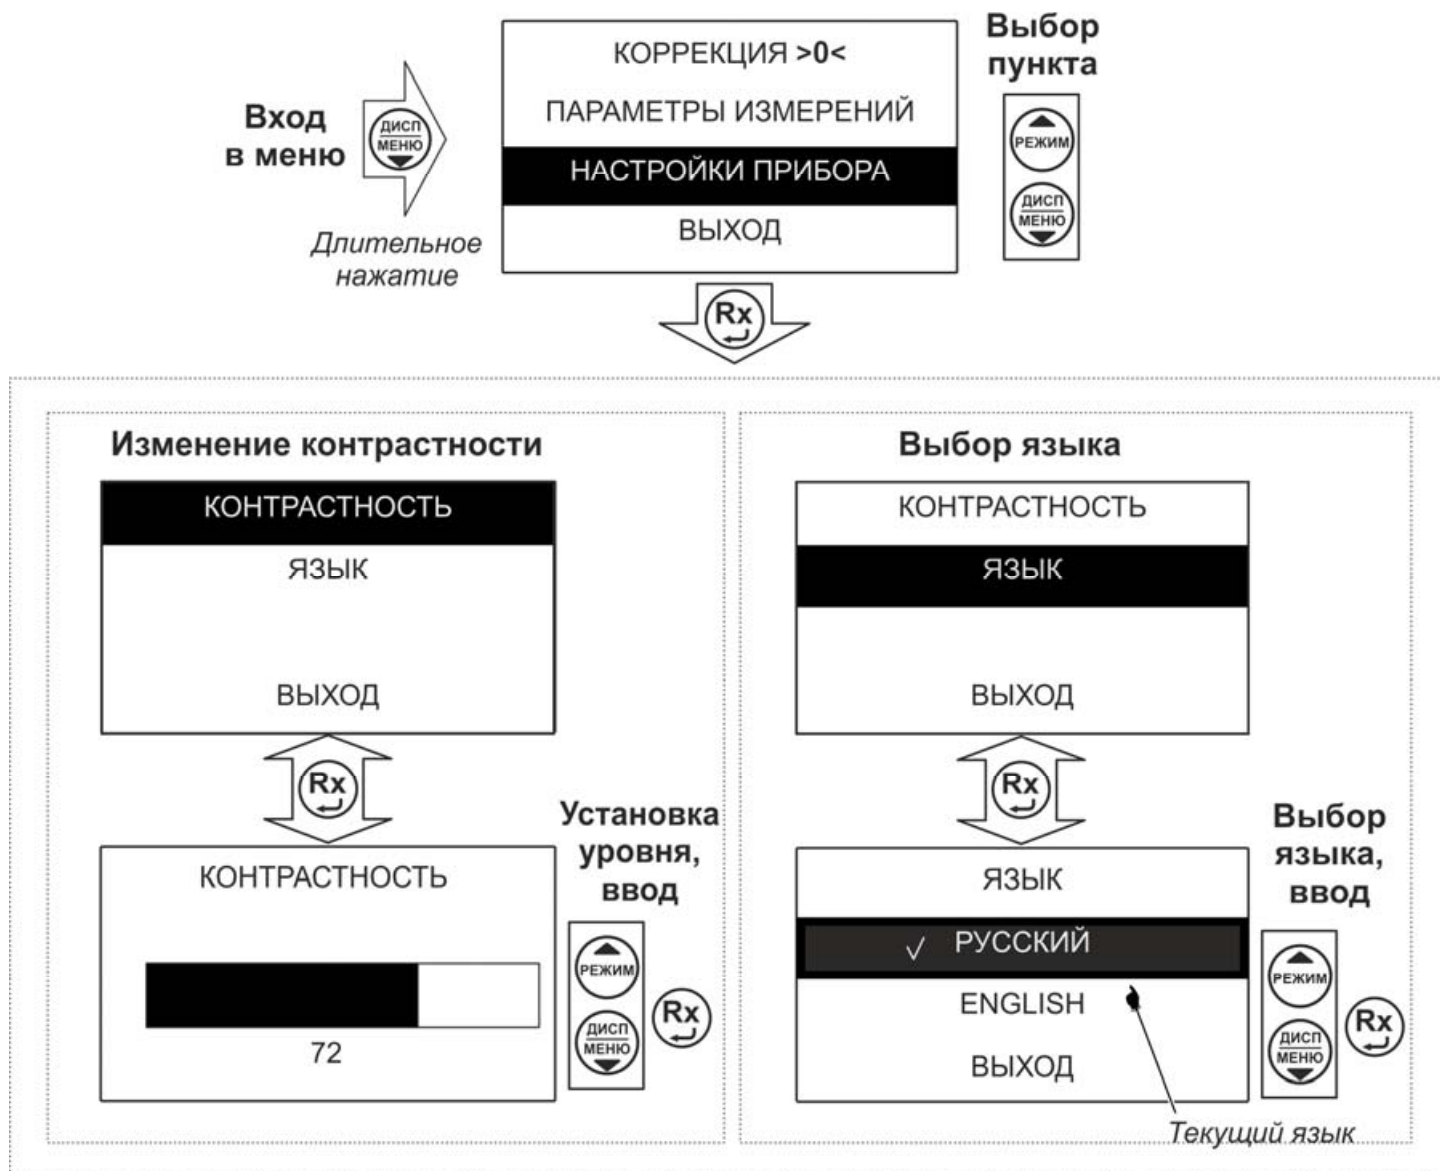 Вход
в меню
ДИСП
МЕНЮ
Длительное
нажатие
КОРРЕКЦИЯ >0<
ПАРАМЕТРЫ ИЗМЕРЕНИЙ
НАСТРОЙКИ ПРИБОРА
ВЫХОД
Выбор
пункта
РЕЖИМ
ДИСП
МЕНЮ
Rx
Изменение контрастности
КОНТРАСТНОСТЬ
ЯЗЫК
ВЫХОД
Rx
КОНТРАСТНОСТЬ
72
Установка
уровня,
ввод
РЕЖИМ
ДИСП
МЕНЮ
Rx
Выбор языка
КОНТРАСТНОСТЬ
ЯЗЫК
ВЫХОД
Rx
ЯЗЫК
✓ РУССКИЙ
ENGLISH
ВЫХОД
Выбор
языка,
ввод
РЕЖИМ
ДИСП
МЕНЮ
Rx
Текущий язык